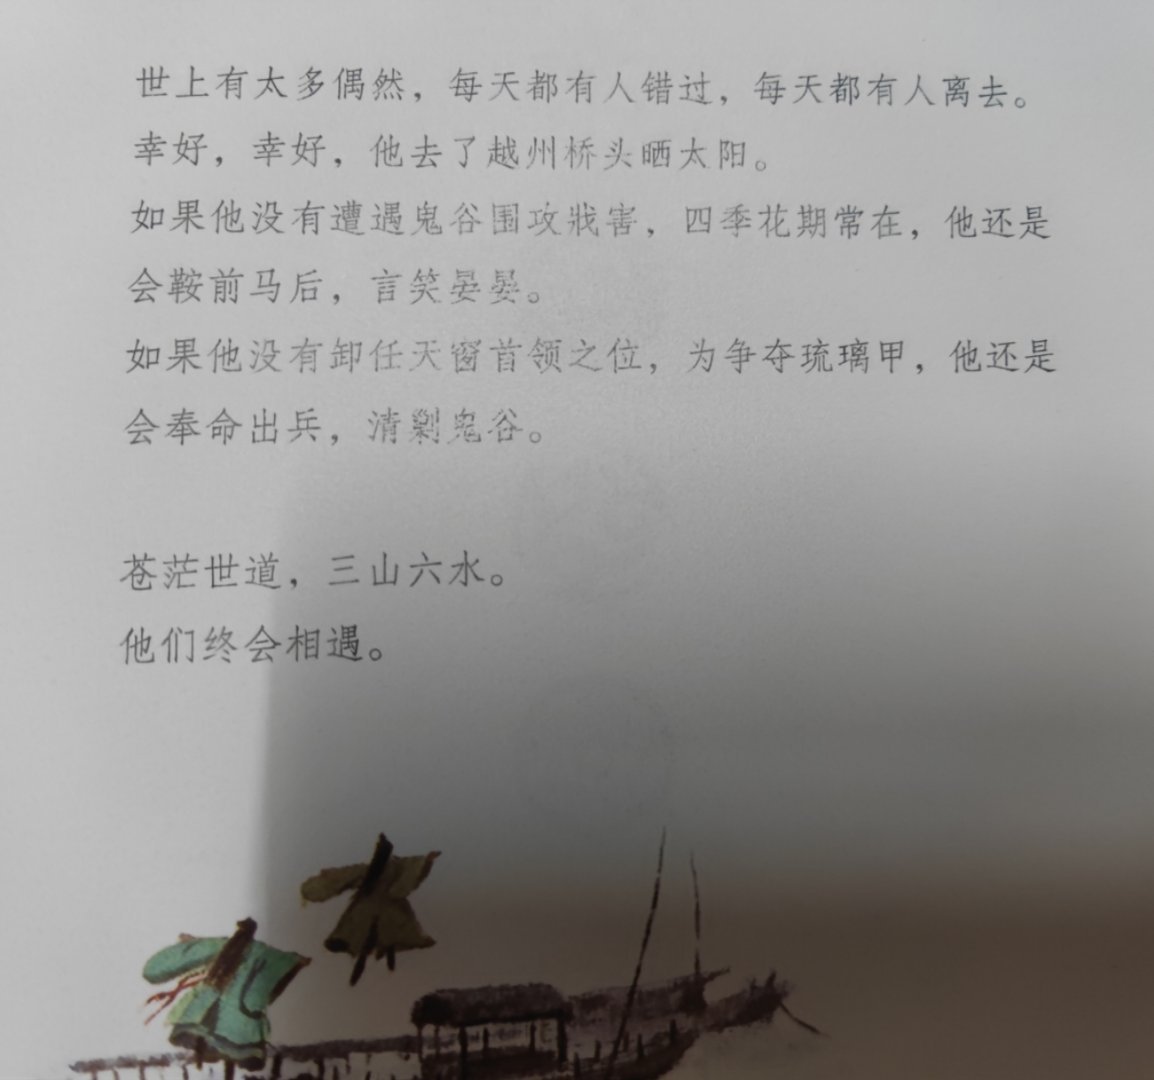 世上有太多偶然，每天都有人错过，每天都有人离去。
幸好，幸好，他去了越州桥头晒太阳。
如果他没有遭遇鬼谷围攻戕害，四季花期常在，他还是
会鞍前马后，言笑晏晏。
如果他没有卸任天窗首领之位，为争夺琉璃甲，他还是
会奉命出兵，清剿鬼谷。
苍茫世道，三山六水。
他们终会相遇。